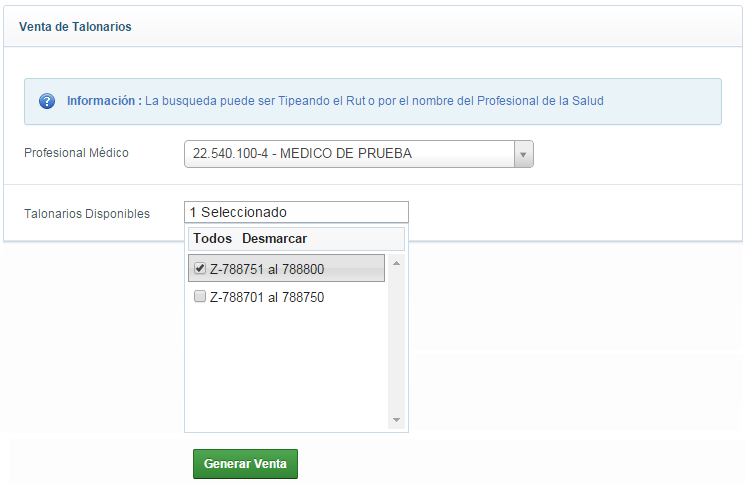 Venta de Talonarios
Información : La busqueda puede ser Tipeando el Rut o por el nombre del Profesional de la Salud
Profesional Médico
22.540.100-4 - MEDICO DE PRUEBA
Talonarios Disponibles
1 Seleccionado
Todos Desmarcar
Z-788751 al 788800
Z-788701 al 788750
Generar Venta